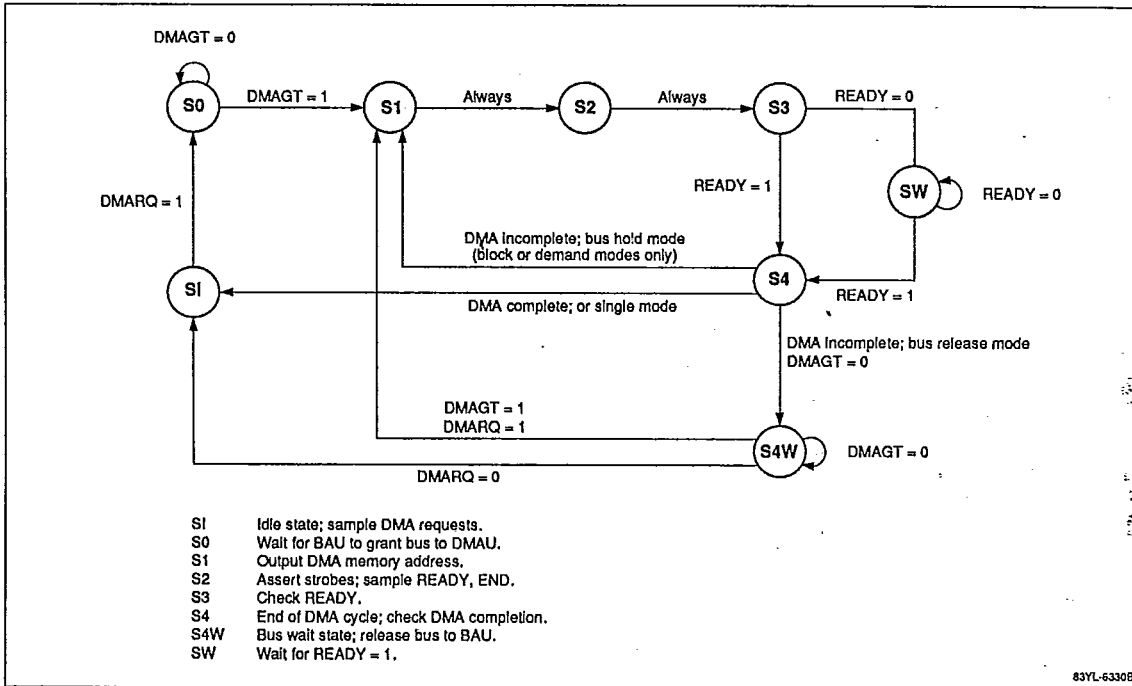 DMAGT = 0
S0
DMAGT = 1
S1
Always
S2
Always
S3
READY = 0
DMARQ = 1
READY = 1
SW
READY = 0
DMA Incomplete; bus hold mode
(block or demand modes only)
SI
S4
READY = 1
DMA complete; or single mode
DMA Incomplete; bus release mode
DMAGT = 0
DMAGT = 1
DMARQ = 1
S4W
DMAGT = 0
DMARQ = 0
SI Idle state; sample DMA requests.
S0 Wait for BAU to grant bus to DMAU.
S1 Output DMA memory address.
S2 Assert strobes; sample READY, END.
S3 Check READY.
S4 End of DMA cycle; check DMA completion.
S4W Bus wait state; release bus to BAU.
SW Wait for READY = 1.
83YL-6330B